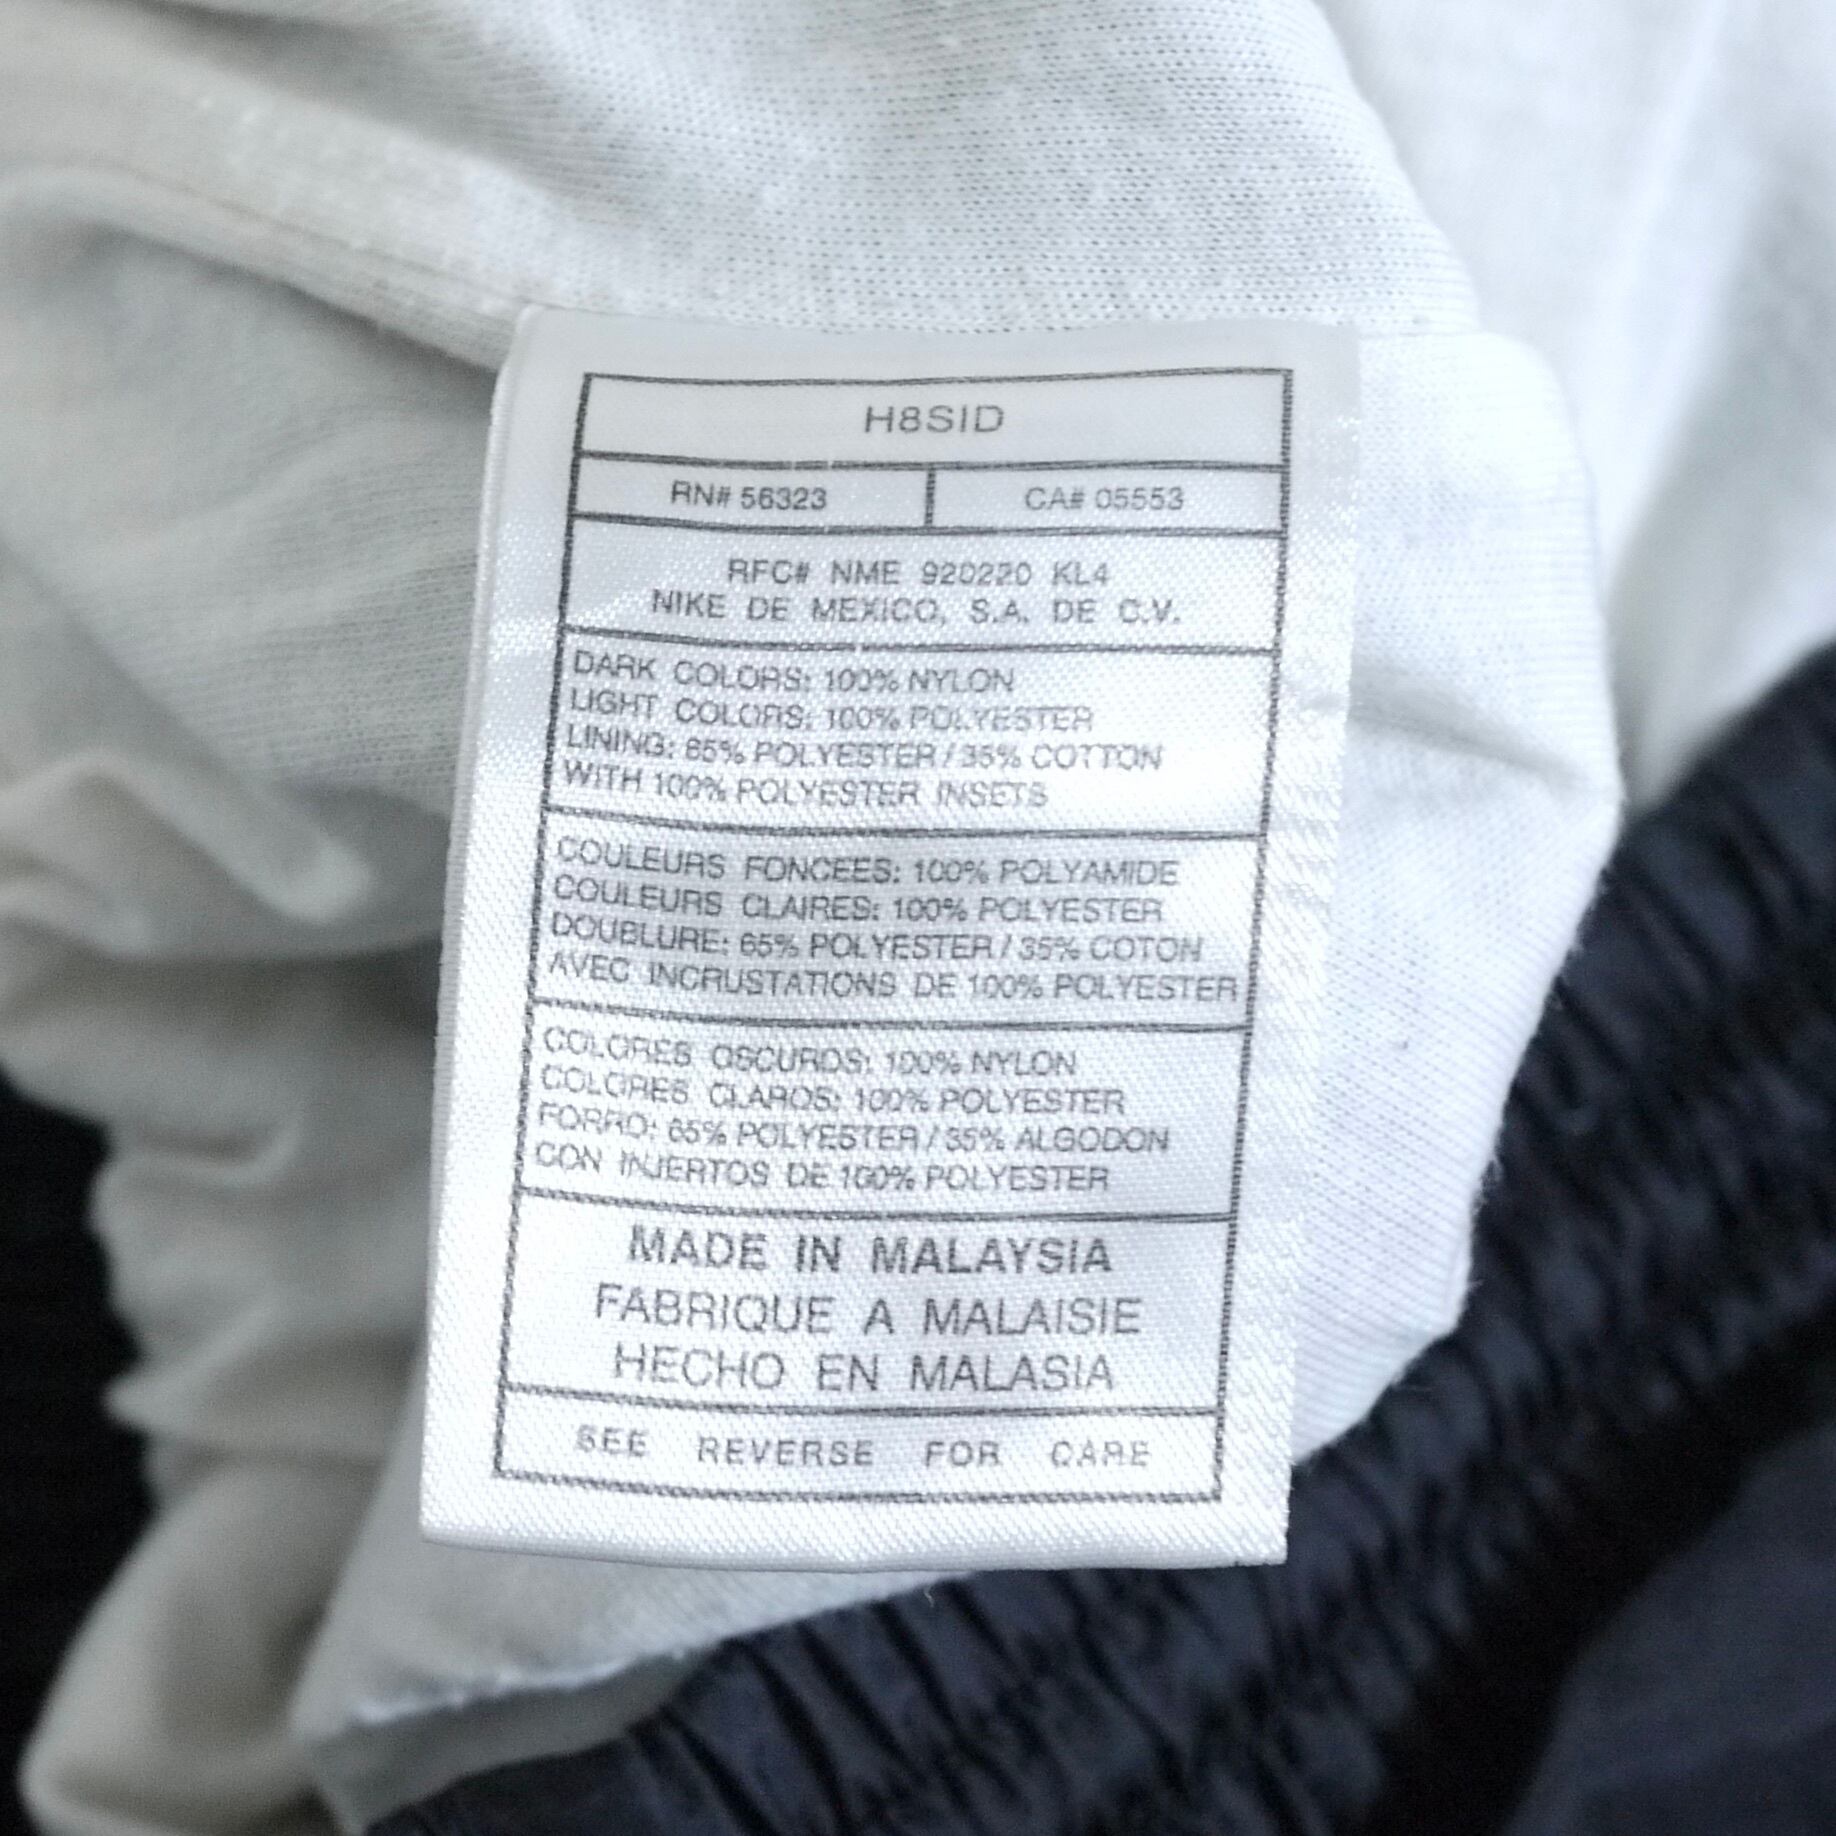 H8SID
RN# 56323 CA# 05553
RFC# NME 920220 KL4
NIKE DE MEXICO, S.A. DE C.V.
DARK COLORS: 100% NYLON
LIGHT COLORS: 100% POLYESTER
LINING: 65% POLYESTER / 35% COTTON
WITH 100% POLYESTER INSETS
COULEURS FONCEES: 100% POLYAMIDE
COULEURS CLAIRES: 100% POLYESTER
DOUBLURE: 65% POLYESTER / 35% COTON
AVEC INCRUSTATIONS DE 100% POLYESTER
COLORES OSCUROS: 100% NYLON
COLORES CLAROS: 100% POLYESTER
FORRO: 65% POLYESTER / 35% ALGODON
CON INJERTOS DE 100% POLYESTER
MADE IN MALAYSIA
FABRIQUE A MALAISIE
HECHO EN MALASIA
SEE REVERSE FOR CARE